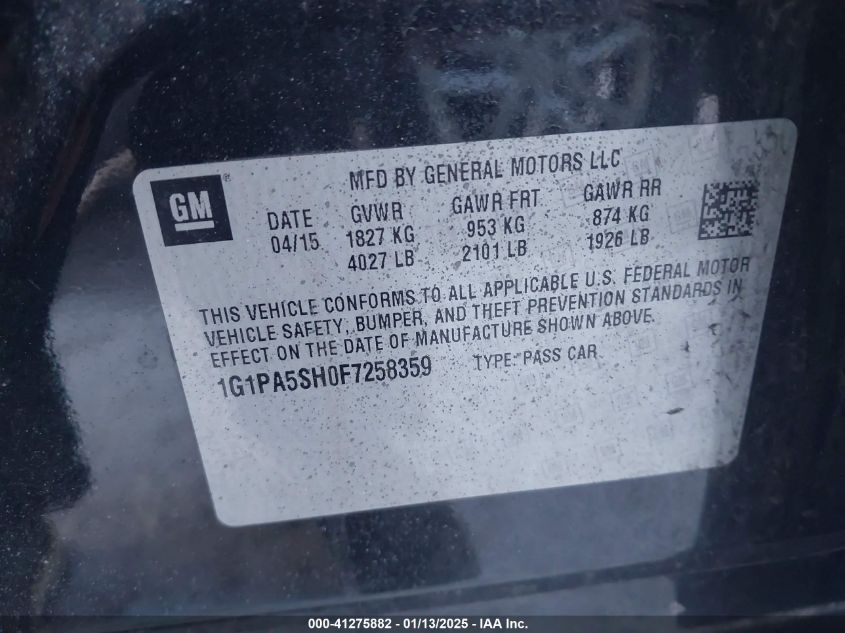 MFD BY GENERAL MOTORS LLC
GM
DATE GVWR GAWR FRT GAWR RR
04/15 1827 KG 953 KG 874 KG
4027 LB 2101 LB 1926 LB
THIS VEHICLE CONFORMS TO ALL APPLICABLE U.S. FEDERAL MOTOR
VEHICLE SAFETY, BUMPER, AND THEFT PREVENTION STANDARDS IN
EFFECT ON THE DATE OF MANUFACTURE SHOWN ABOVE.
1G1PA5SH0F7258359 TYPE: PASS CAR
000-41275882 - 01/13/2025 - IAA Inc.